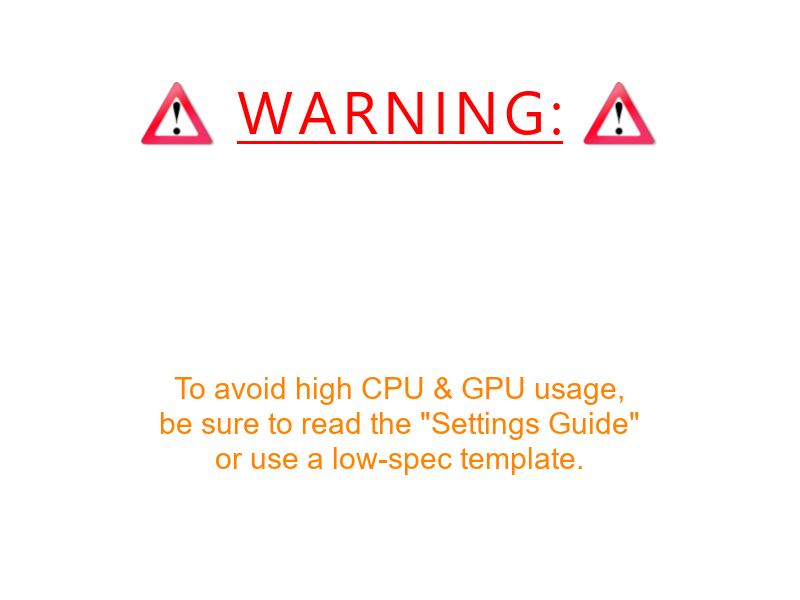 WARNING:
To avoid high CPU & GPU usage,
be sure to read the "Settings Guide"
or use a low-spec template.